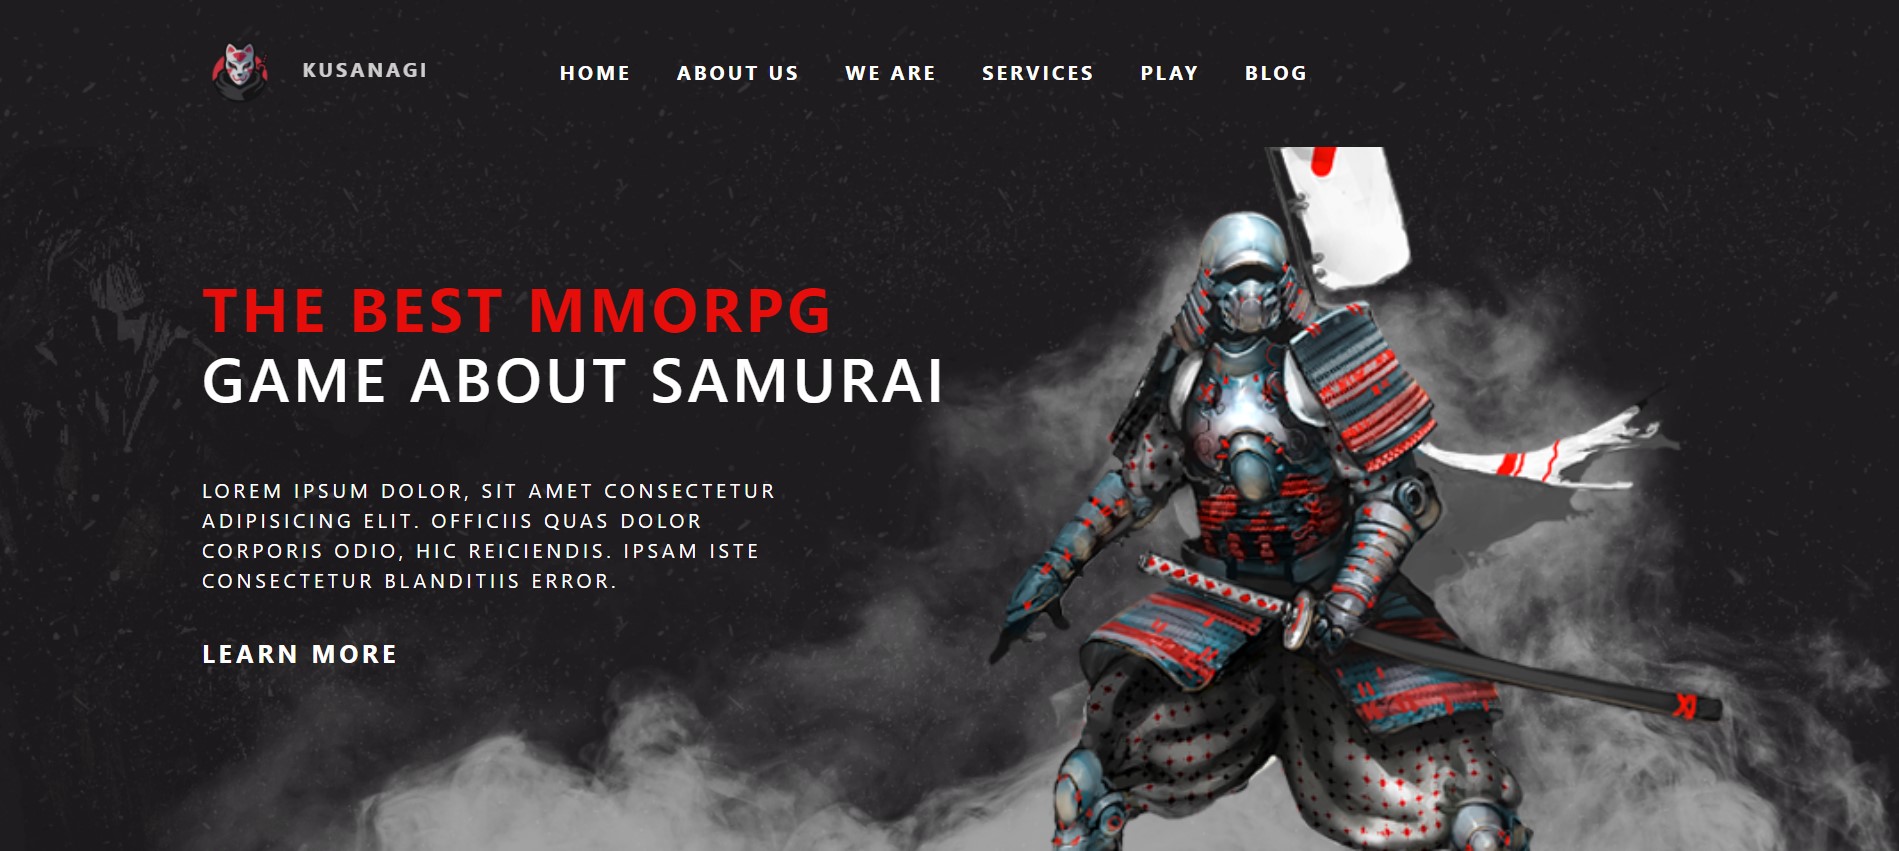 KUSANAGI
HOME ABOUT US WE ARE SERVICES PLAY BLOG
THE BEST MMORPG
GAME ABOUT SAMURAI
LOREM IPSUM DOLOR, SIT AMET CONSECTETUR
ADIPISICING ELIT. OFFICIIS QUAS DOLOR
CORPORIS ODIO, HIC REICIENDIS. IPSAM ISTE
CONSECTETUR BLANDITIIS ERROR.
LEARN MORE